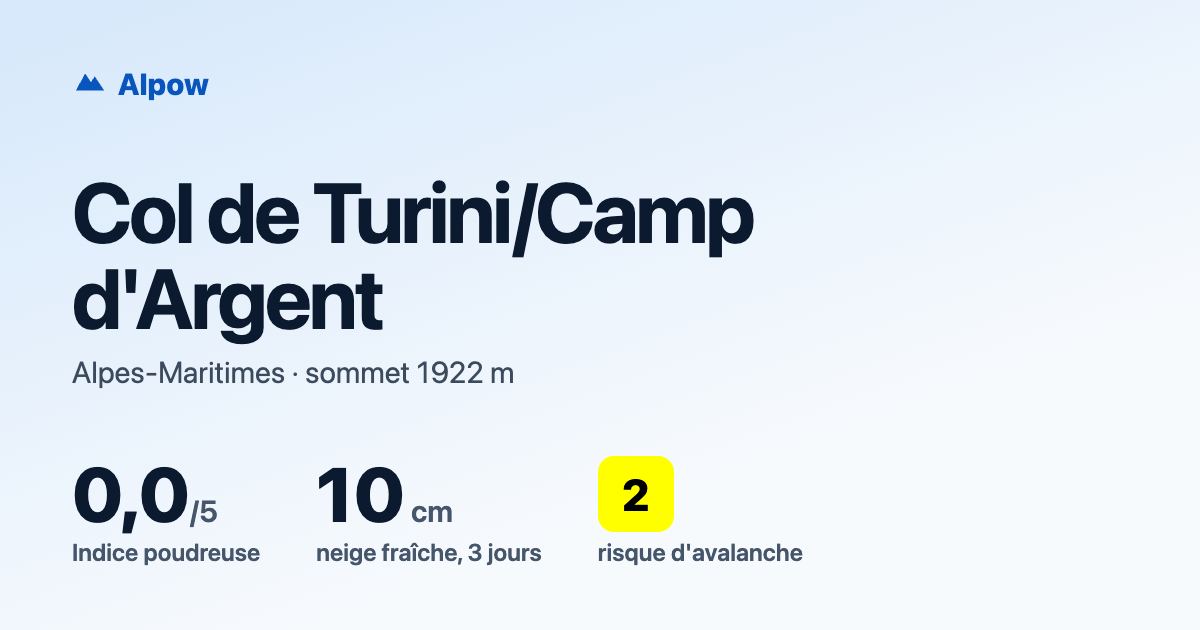 Alpow
Col de Turini/Camp
d'Argent
Alpes-Maritimes · sommet 1922 m
0,0/5
Indice poudreuse
10 cm
neige fraîche, 3 jours
2
risque d'avalanche